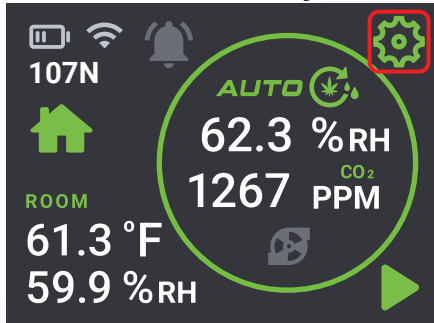 107N
AUTO
62.3 %RH
1267 CO₂ PPM
ROOM
61.3 °F
59.9 %RH